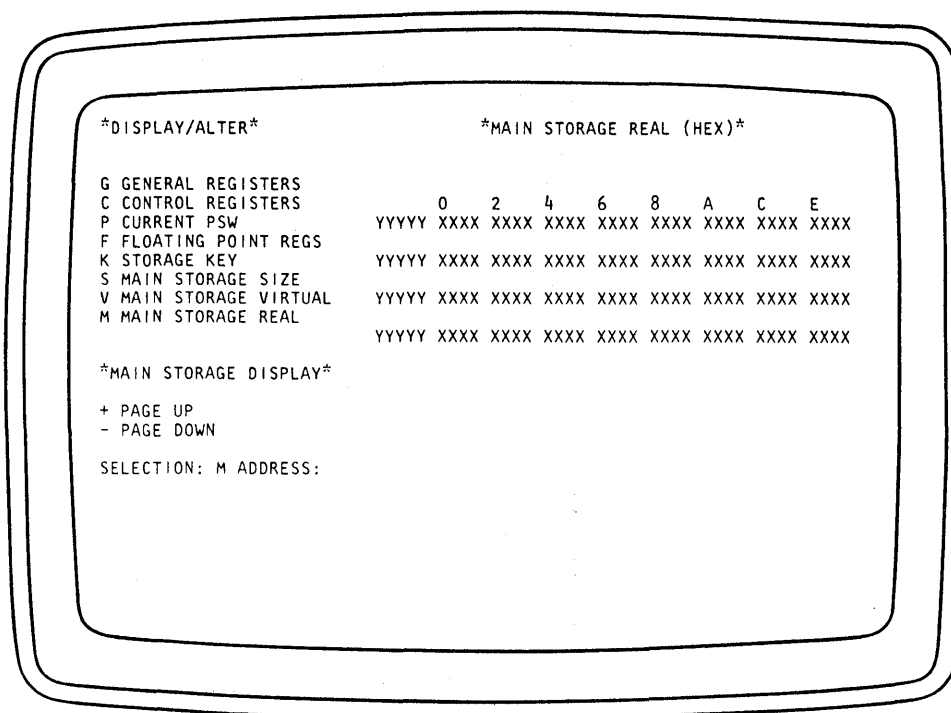 *DISPLAY/ALTER* *MAIN STORAGE REAL (HEX)*
G GENERAL REGISTERS
C CONTROL REGISTERS 0 2 4 6 8 A C E
P CURRENT PSW YYYYY XXXX XXXX XXXX XXXX XXXX XXXX XXXX XXXX
F FLOATING POINT REGS
K STORAGE KEY YYYYY XXXX XXXX XXXX XXXX XXXX XXXX XXXX XXXX
S MAIN STORAGE SIZE
V MAIN STORAGE VIRTUAL YYYYY XXXX XXXX XXXX XXXX XXXX XXXX XXXX XXXX
M MAIN STORAGE REAL
YYYYY XXXX XXXX XXXX XXXX XXXX XXXX XXXX XXXX
*MAIN STORAGE DISPLAY*
+ PAGE UP
- PAGE DOWN
SELECTION: M ADDRESS: